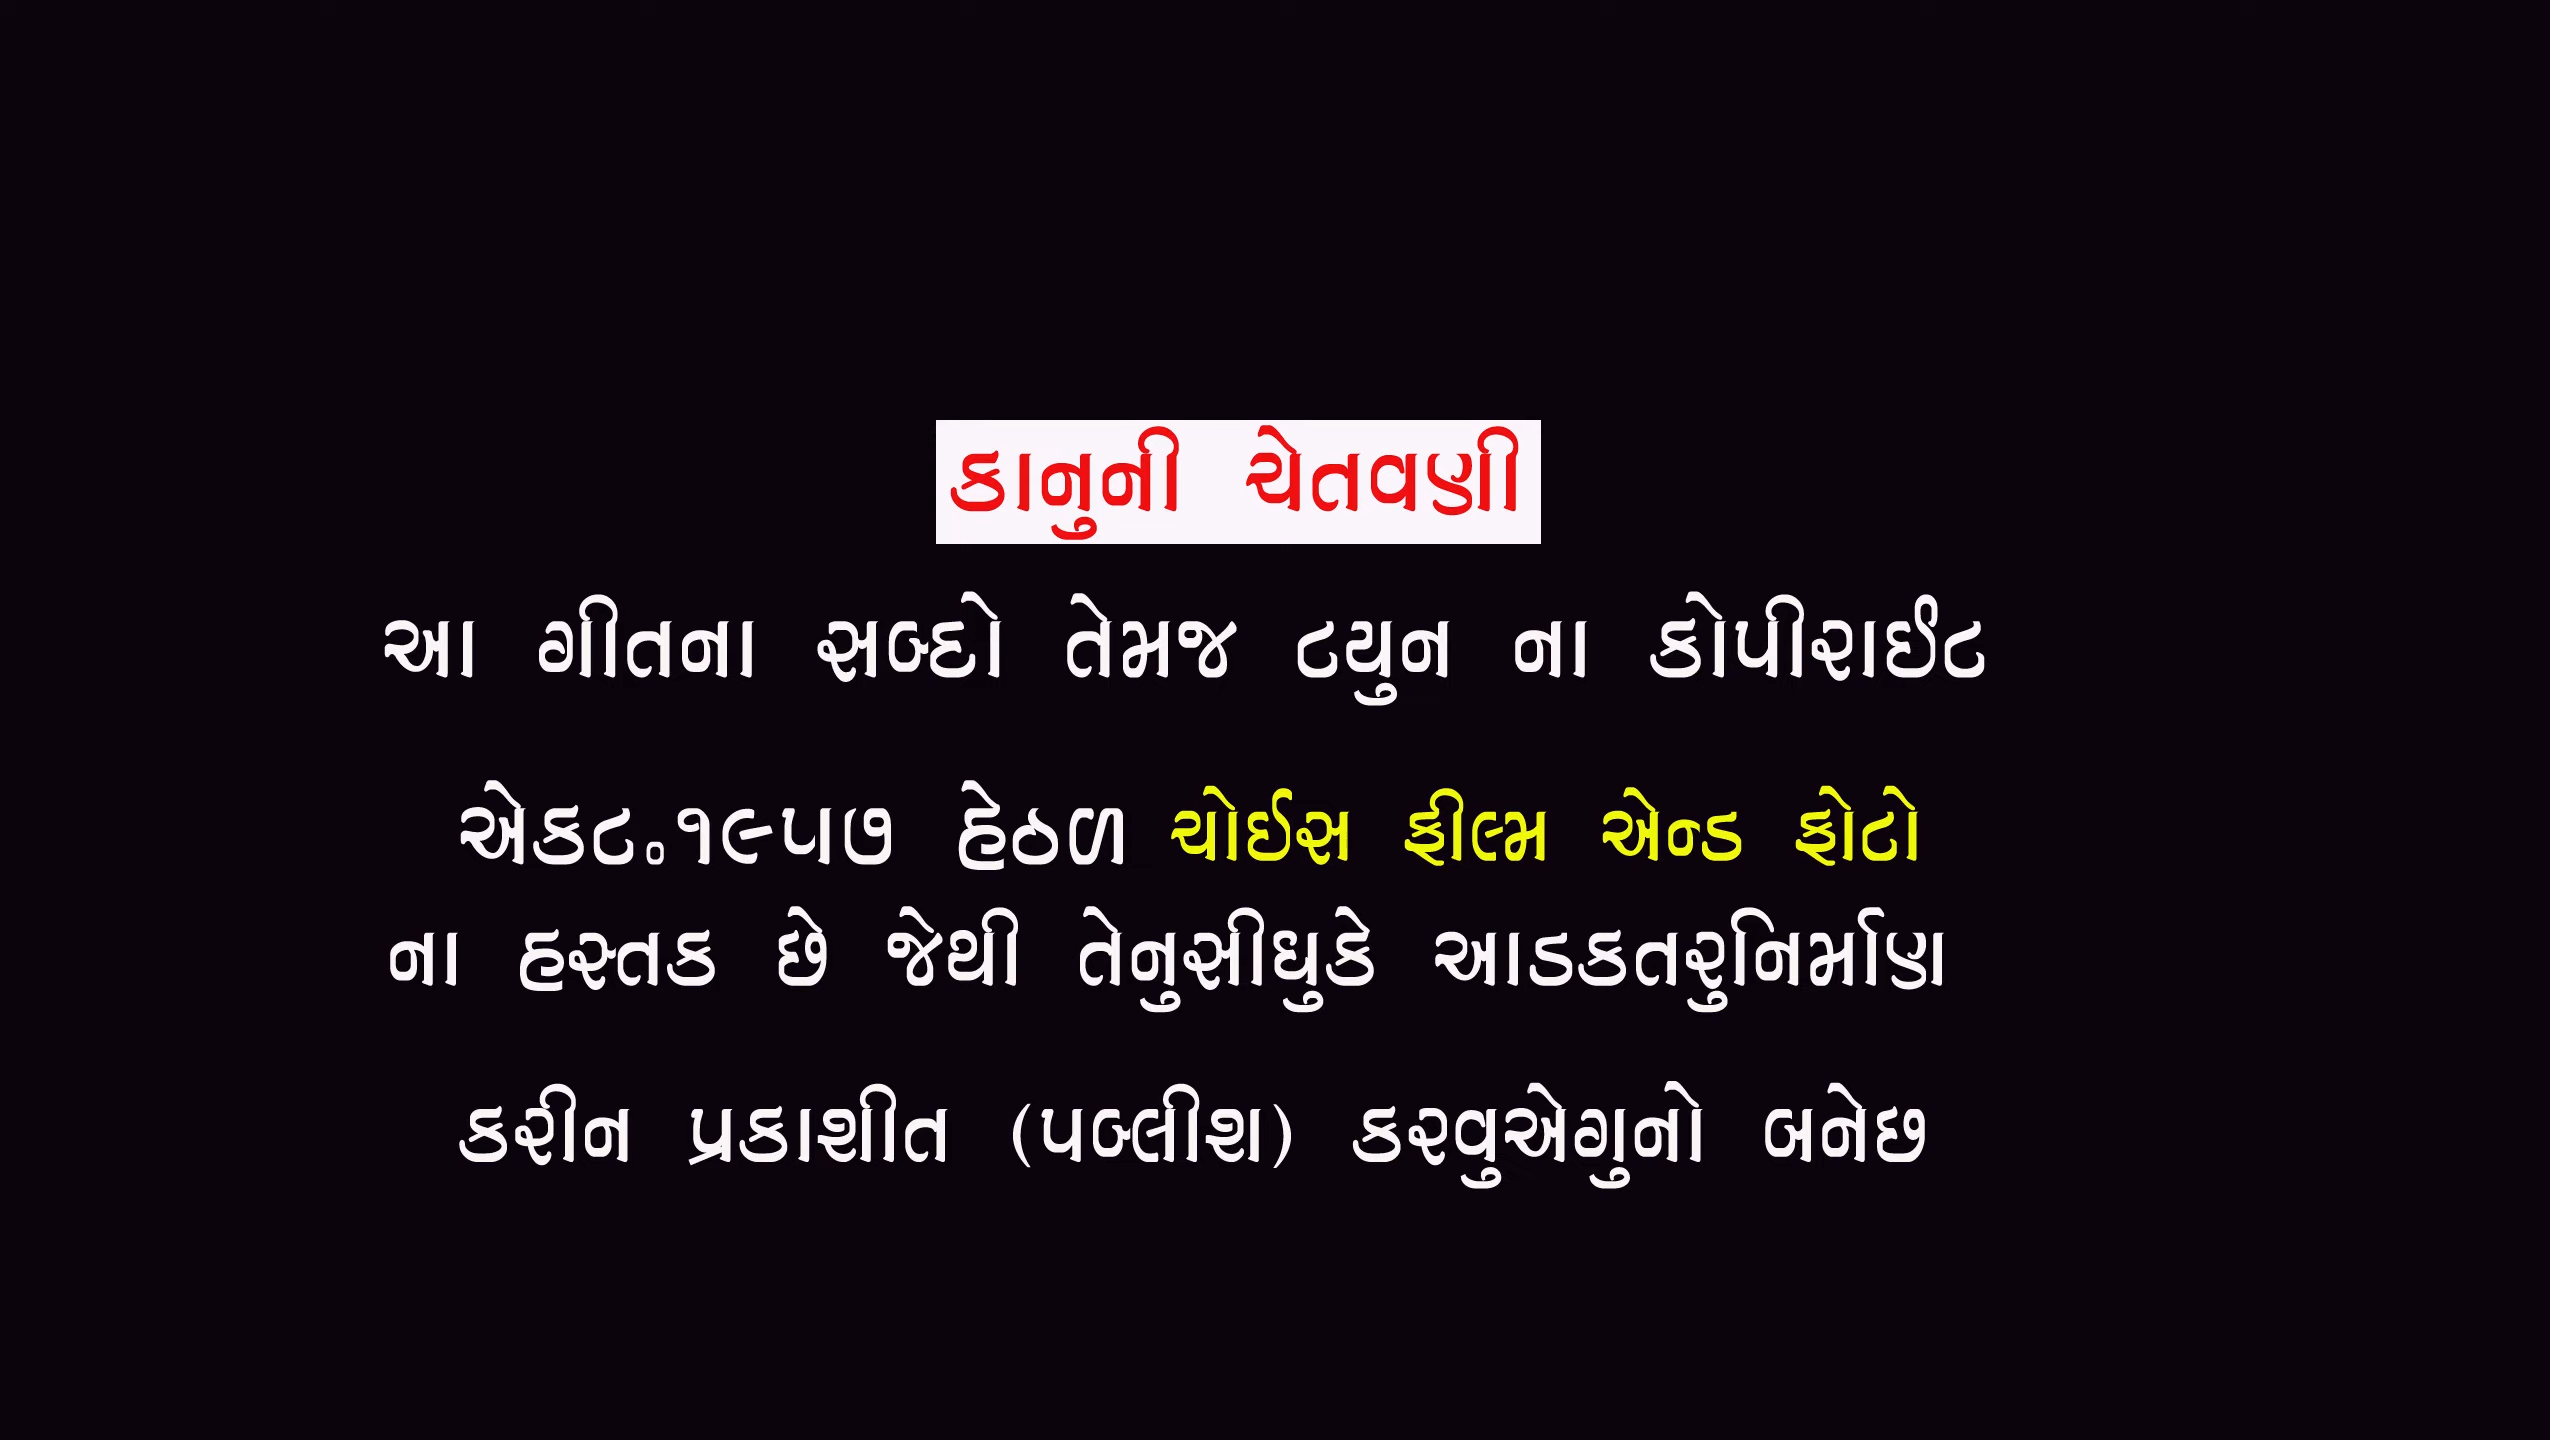 કાનુની ચેતવણી
આ ગીતના સબ્દો તેમજ ટયુન ના કોપીરાઈટ
એકટ.૧૯૫૭ હેઠળ ચોઈસ ફીલ્મ એન્ડ ફોટો
ના હસ્તક છે જેથી તેનુસીધુકે આડકતરુનિર્માણ
કરીન પ્રકાશીત (પબ્લીશ) કરવુએગુનો બનેછ